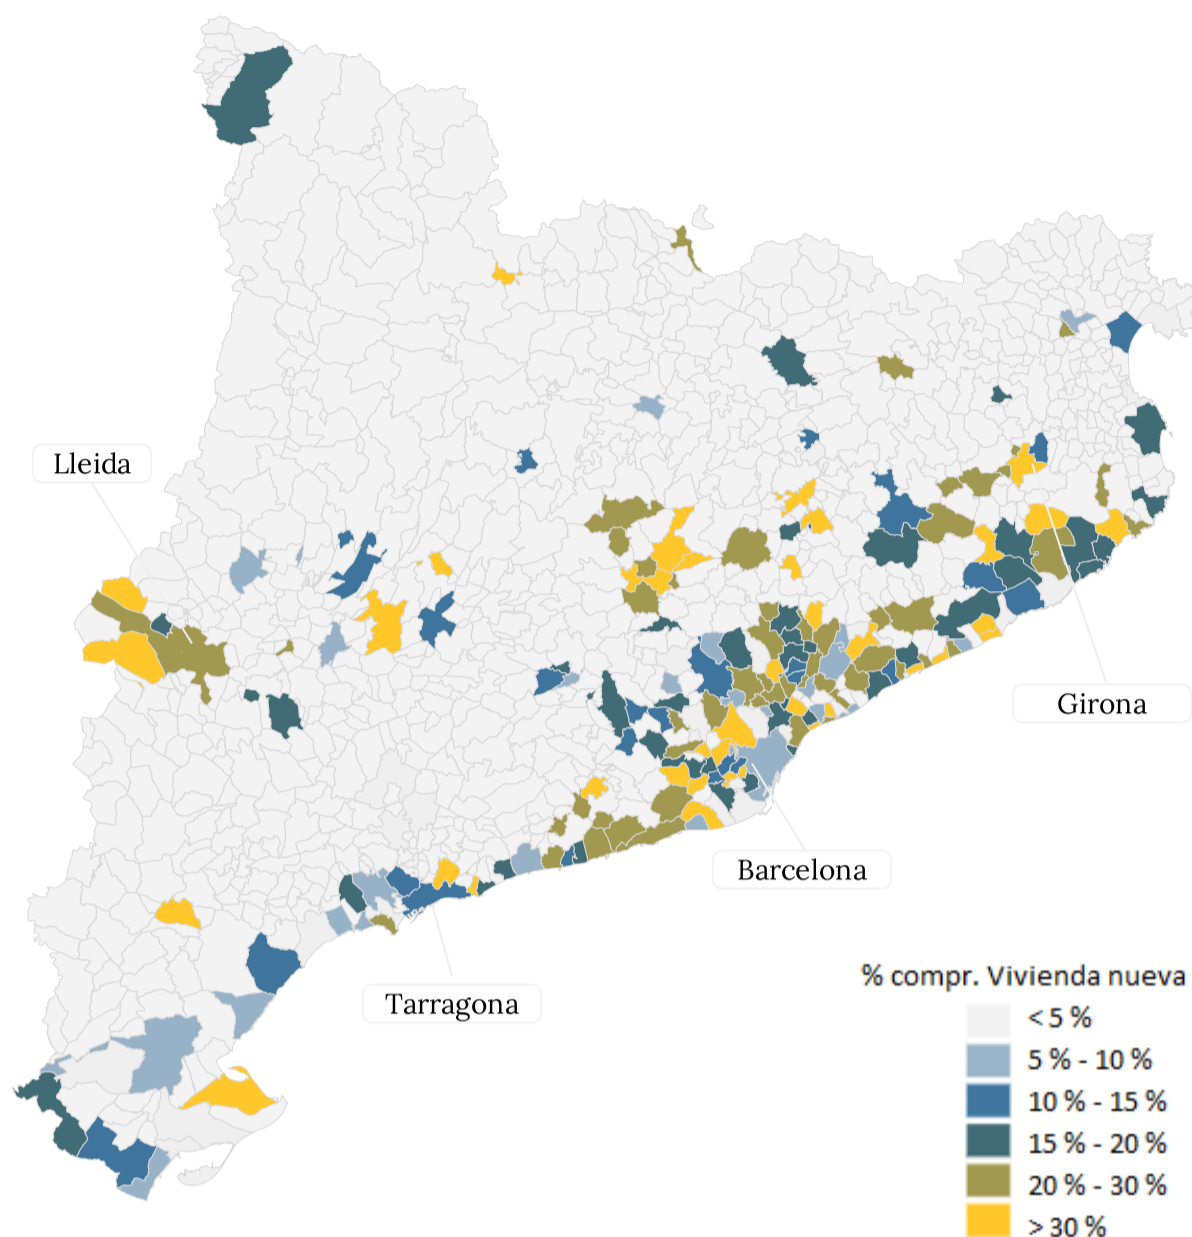 Lleida
Girona
Barcelona
Tarragona
% compr. Vivienda nueva
< 5 %
5 % - 10 %
10 % - 15 %
15 % - 20 %
20 % - 30 %
> 30 %